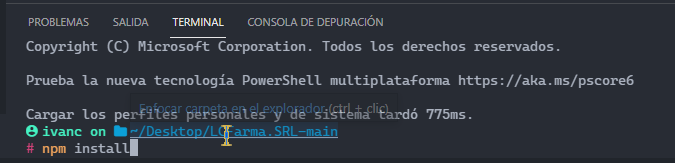 PROBLEMAS SALIDA TERMINAL CONSOLA DE DEPURACIÓN
Copyright (C) Microsoft Corporation. Todos los derechos reservados.
Prueba la nueva tecnología PowerShell multiplataforma https://aka.ms/pscore6
Enfocar carpeta en el explorador (ctrl + clic)
Cargar los perfiles personales y de sistema tardó 775ms.
ivanc on ~/Desktop/LCFarma.SRL-main
# npm install